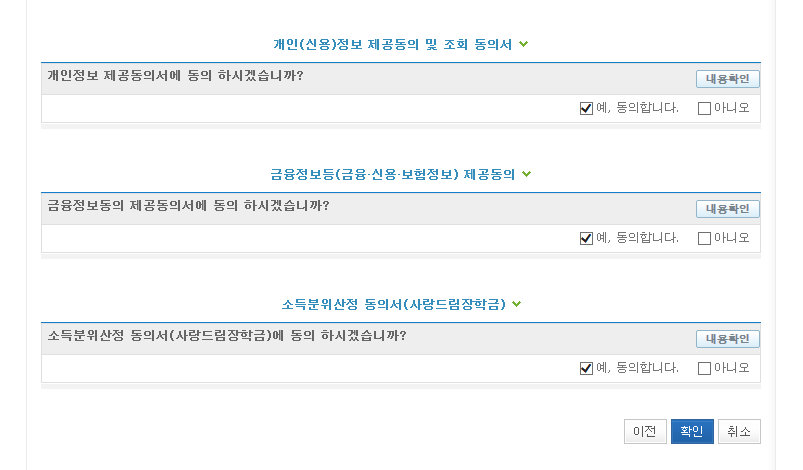 개인(신용)정보 제공동의 및 조회 동의서
개인정보 제공동의서에 동의 하시겠습니까?
내용확인
예, 동의합니다. 아니오
금융정보등(금융·신용·보험정보) 제공동의
금융정보동의 제공동의서에 동의 하시겠습니까?
내용확인
예, 동의합니다. 아니오
소득분위산정 동의서(사랑드림장학금)
소득분위산정 동의서(사랑드림장학금)에 동의 하시겠습니까?
내용확인
예, 동의합니다. 아니오
이전 확인 취소